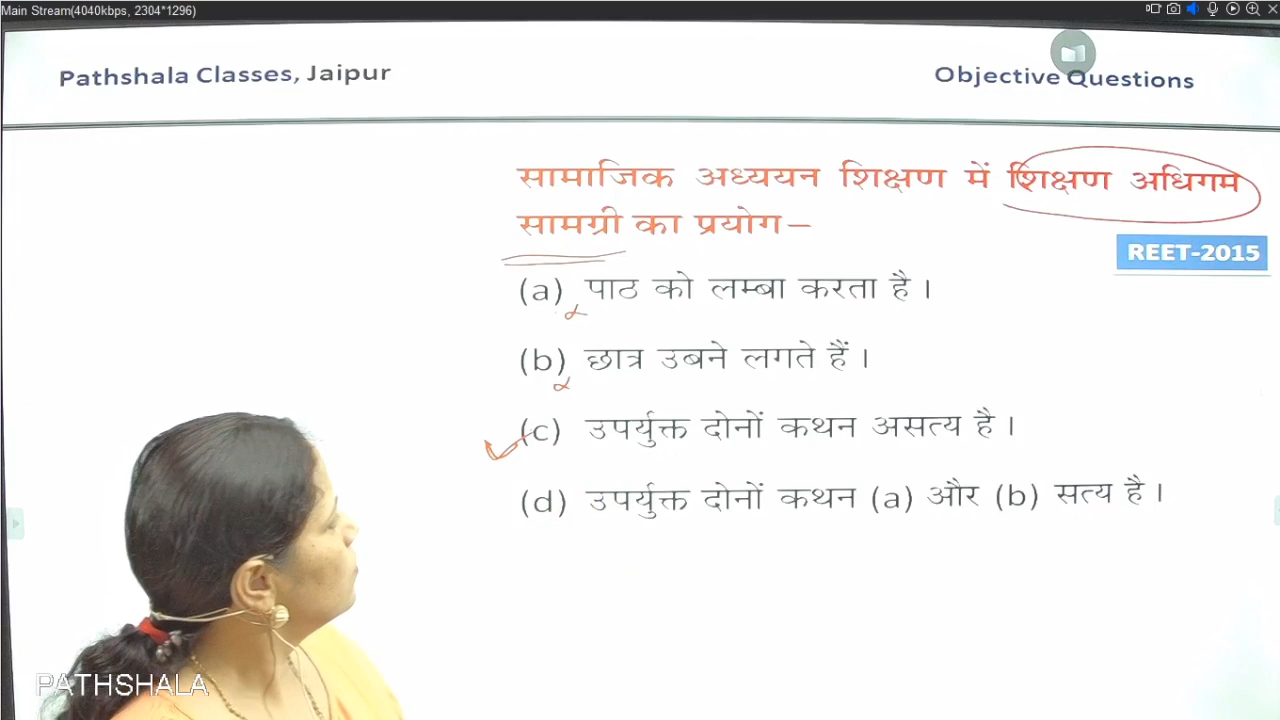 Main Stream(4040kbps, 2304*1296)
Pathshala Classes, Jaipur
Objective Questions
सामाजिक अध्ययन शिक्षण में शिक्षण अधिगम
सामग्री का प्रयोग–
REET-2015
(a) पाठ को लम्बा करता है।
(b) छात्र उबने लगते हैं।
(c) उपर्युक्त दोनों कथन असत्य है।
(d) उपर्युक्त दोनों कथन (a) और (b) सत्य है।
PATHSHALA